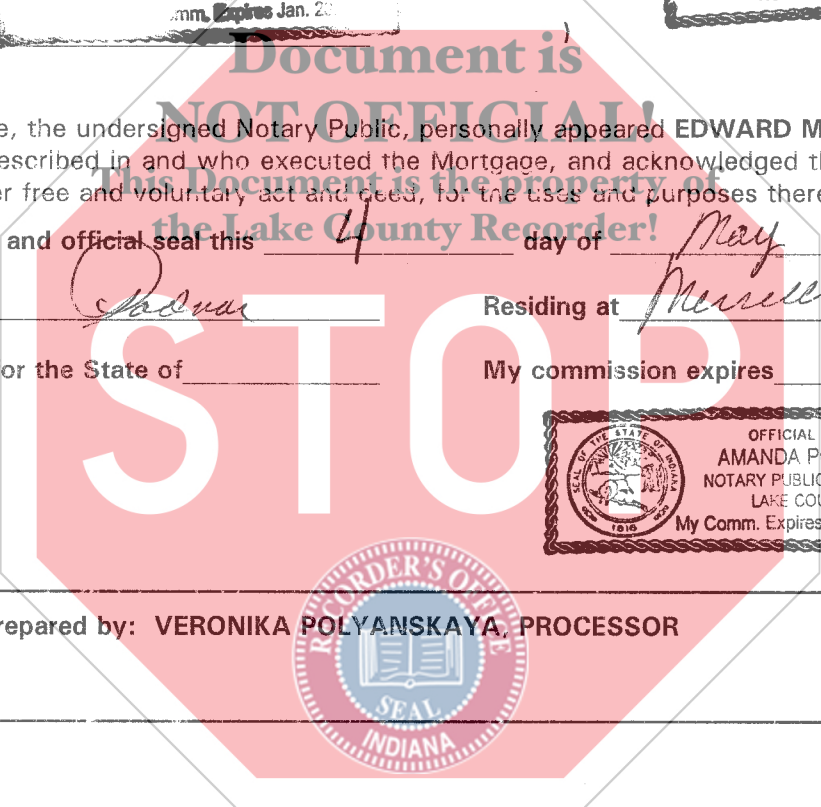 mm. Expires Jan. 2
)
Document is
NOT OFFICIAL!
e, the undersigned Notary Public, personally appeared EDWARD M
escribed in and who executed the Mortgage, and acknowledged th
This Document is the property of
er free and voluntary act and deed, for the uses and purposes there
the Lake County Recorder!
and official seal this 4 day of May
Residing at Merrell
or the State of My commission expires
STOP
OFFICIAL
AMANDA P
NOTARY PUBLIC
LAKE COU
My Comm. Expires
SEAL OF THE STATE OF INDIANA
1816
repared by: VERONIKA POLYANSKAYA, PROCESSOR
RECORDER'S OFFICE
SEAL
INDIANA